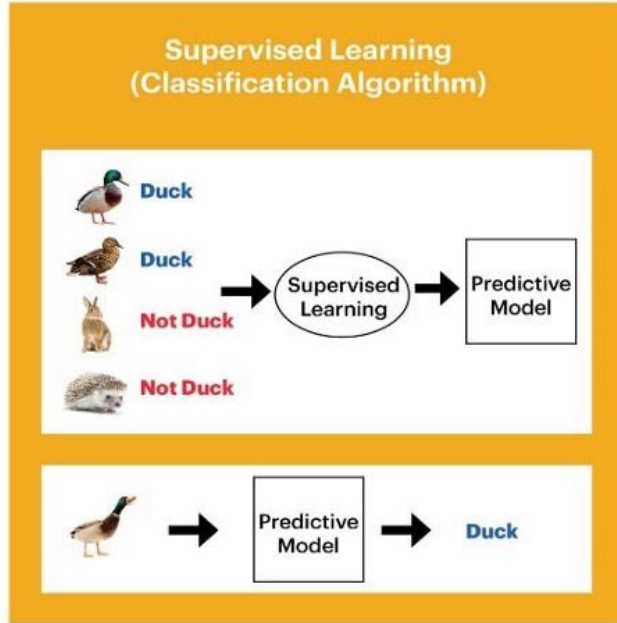 Supervised Learning
(Classification Algorithm)
Duck
Duck
Not Duck
Not Duck
Supervised
Learning
Predictive
Model
Predictive
Model
Duck